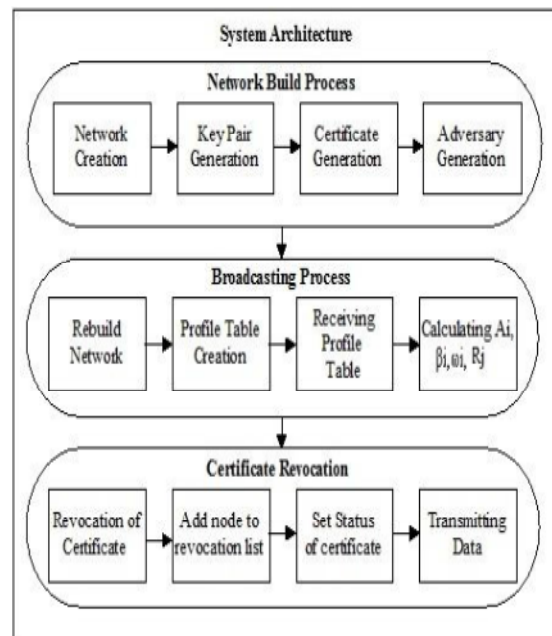 System Architecture
Network Build Process
Network
Creation
Key Pair
Generation
Certificate
Generation
Adversary
Generation
Broadcasting Process
Rebuild
Network
Profile Table
Creation
Receiving
Profile
Table
Calculating Ai,
βi,ωi, Rj
Certificate Revocation
Revocation of
Certificate
Add node to
revocation list
Set Status
of certificate
Transmitting
Data